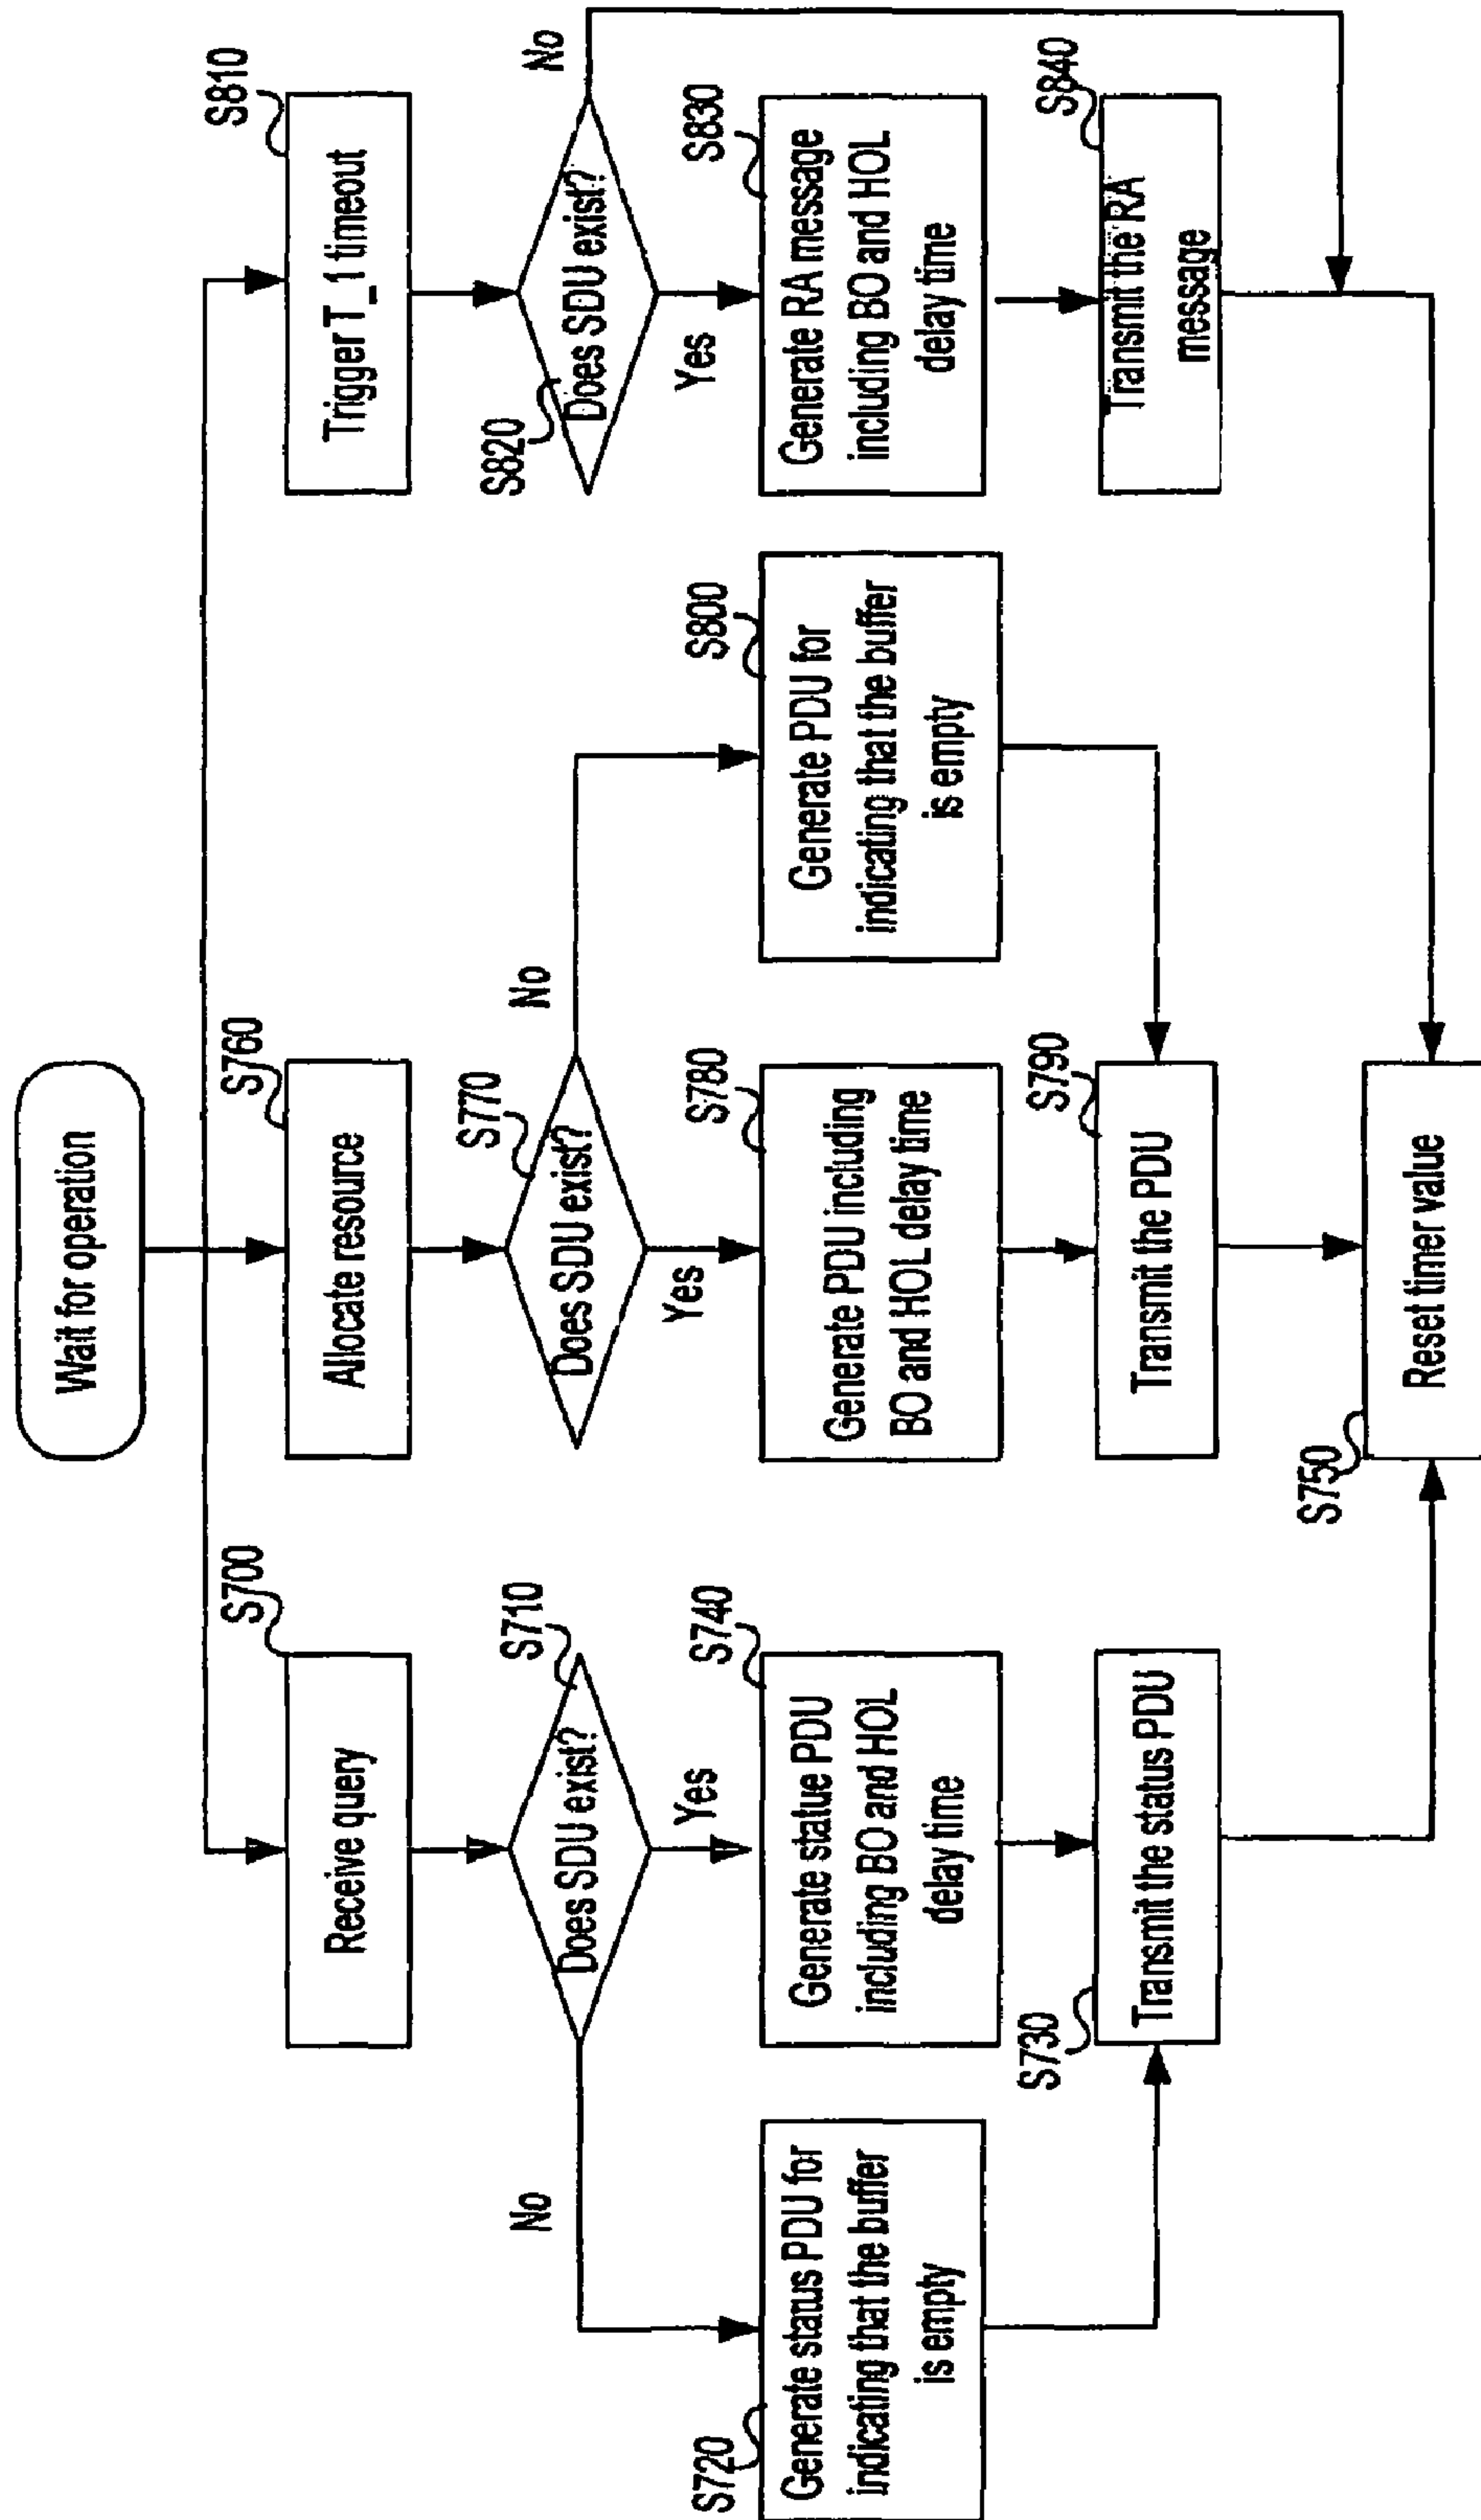 Wait for operation
S700
Receive query
S760
Allocate resource
S810
Trigger T_1 timeout
S710
Does SDU exist?
No
Yes
S770
Does SDU exist?
No
Yes
S820
Does SDU exist?
No
Yes
S720
Generate status PDU for
indicating that the buffer
is empty
S740
Generate statue PDU
including BO and HOL
delay time
S780
Generate PDU including
BO and HOL delay time
S800
Generate PDU for
indicating that the buffer
is empty
S830
Generate RA message
including BO and HOL
delay time
S730
Transmit the status PDU
S790
Transmit the PDU
S840
Transmit the RA
message
S750
Reset timer value